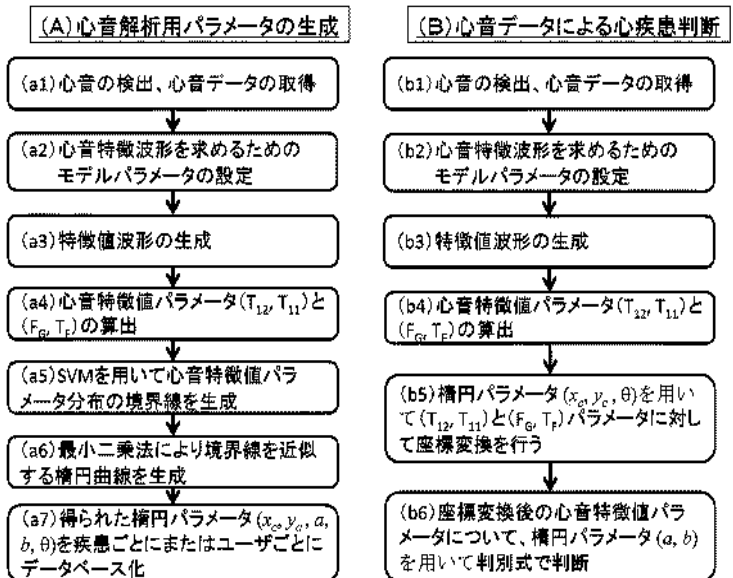 (A)心音解析用パラメータの生成
(a1)心音の検出、心音データの取得
(a2)心音特徴波形を求めるための
モデルパラメータの設定
(a3)特徴値波形の生成
(a4)心音特徴値パラメータ(T12, T11)と
(FG, TF)の算出
(a5)SVMを用いて心音特徴値パラ
メータ分布の境界線を生成
(a6)最小二乗法により境界線を近似
する楕円曲線を生成
(a7)得られた楕円パラメータ(xc, yc, a,
b, θ)を疾患ごとにまたはユーザごとに
データベース化
(B)心音データによる心疾患判断
(b1)心音の検出、心音データの取得
(b2)心音特徴波形を求めるための
モデルパラメータの設定
(b3)特徴値波形の生成
(b4)心音特徴値パラメータ(T12, T11)と
(FG, TF)の算出
(b5)楕円パラメータ(xc, yc, θ)を用い
て(T12, T11)と(FG, TF)パラメータに対し
て座標変換を行う
(b6)座標変換後の心音特徴値パラ
メータについて、楕円パラメータ(a, b)
を用いて判別式で判断